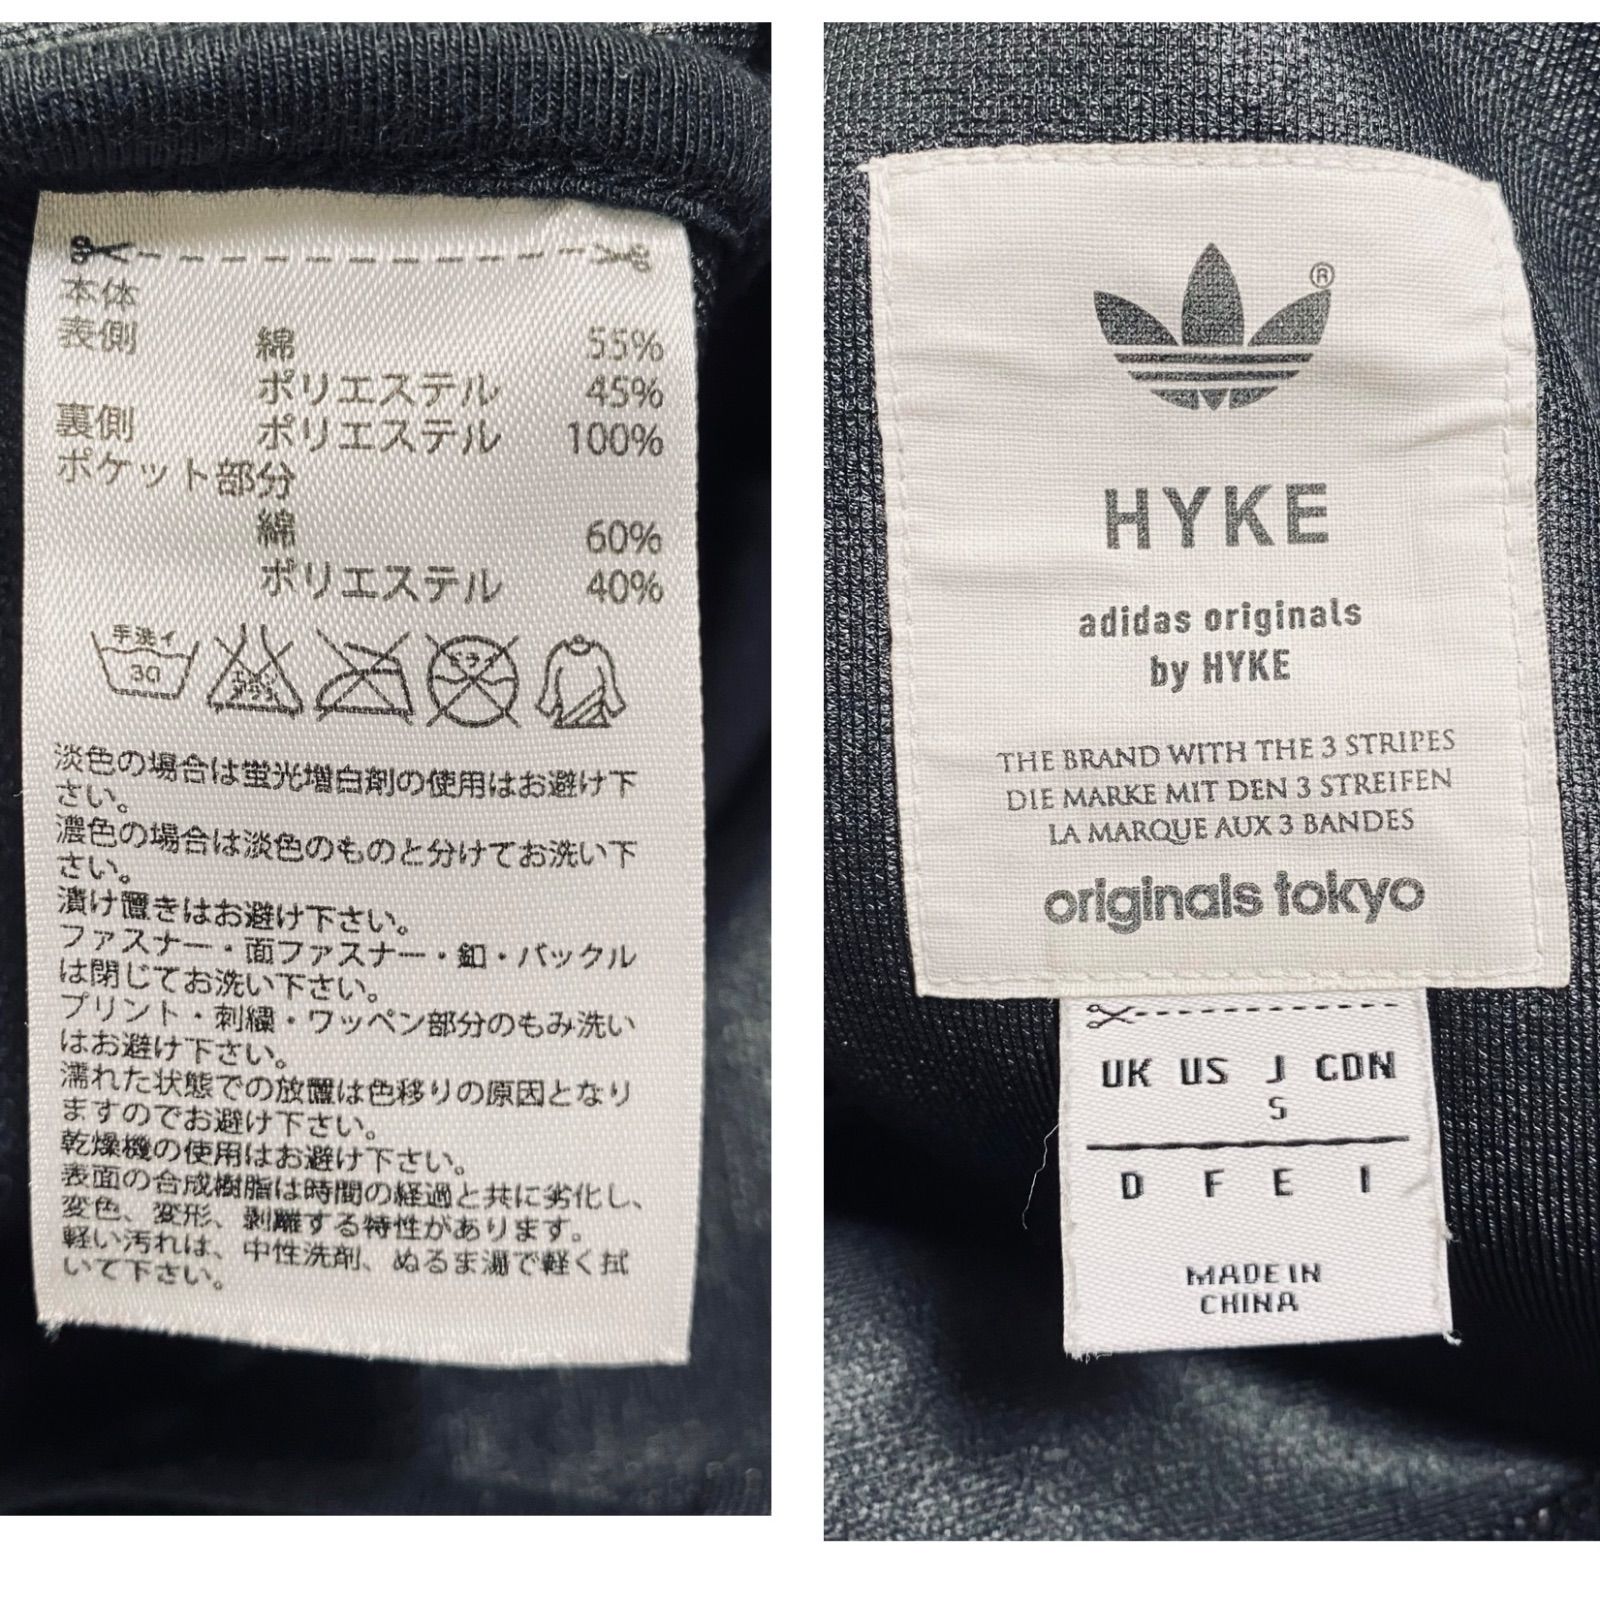 本体
表側 綿 55%
ポリエステル 45%
裏側 ポリエステル 100%
ポケット部分
綿 60%
ポリエステル 40%
手洗イ
30
エンソ
サラシ
ドライ
淡色の場合は蛍光増白剤の使用はお避け下
さい。
濃色の場合は淡色のものと分けてお洗い下
さい。
漬け置きはお避け下さい。
ファスナー・面ファスナー・釦・バックル
は閉じてお洗い下さい。
プリント・刺繍・ワッペン部分のもみ洗い
はお避け下さい。
濡れた状態での放置は色移りの原因となり
ますのでお避け下さい。
乾燥機の使用はお避け下さい。
表面の合成樹脂は時間の経過と共に劣化し、
変色、変形、剥離する特性があります。
軽い汚れは、中性洗剤、ぬるま湯で軽く拭
いて下さい。
®
HYKE
adidas originals
by HYKE
THE BRAND WITH THE 3 STRIPES
DIE MARKE MIT DEN 3 STREIFEN
LA MARQUE AUX 3 BANDES
originals tokyo
UK US J CDN
S
D F E I
MADE IN
CHINA